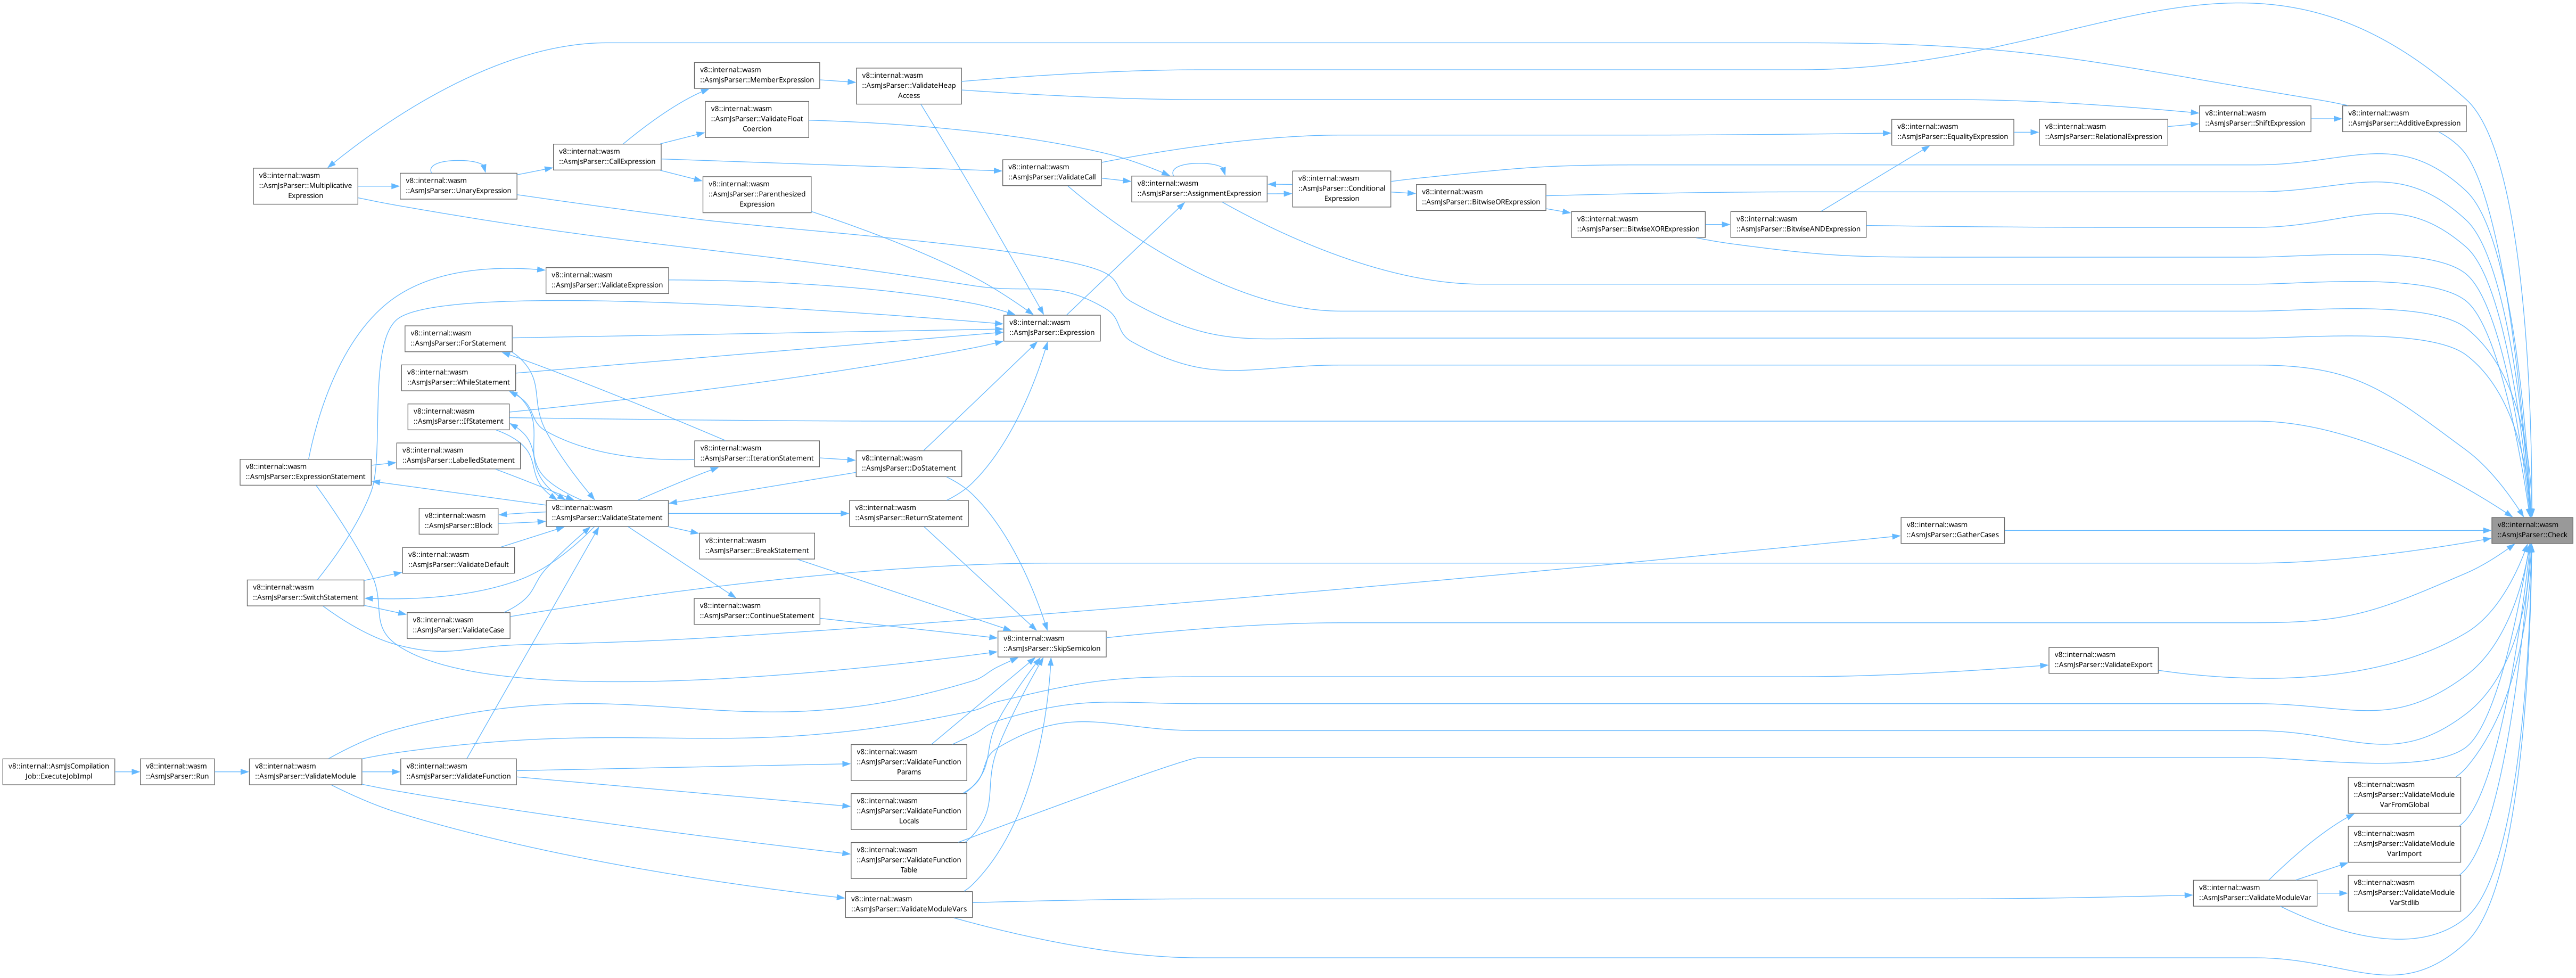 v8::internal::wasm
::AsmJsParser::MemberExpression
v8::internal::wasm
::AsmJsParser::ValidateHeap
Access
v8::internal::wasm
::AsmJsParser::ValidateFloat
Coercion
v8::internal::wasm
::AsmJsParser::ShiftExpression
v8::internal::wasm
::AsmJsParser::AdditiveExpression
v8::internal::wasm
::AsmJsParser::EqualityExpression
v8::internal::wasm
::AsmJsParser::RelationalExpression
v8::internal::wasm
::AsmJsParser::CallExpression
v8::internal::wasm
::AsmJsParser::ValidateCall
v8::internal::wasm
::AsmJsParser::Multiplicative
Expression
v8::internal::wasm
::AsmJsParser::UnaryExpression
v8::internal::wasm
::AsmJsParser::Parenthesized
Expression
v8::internal::wasm
::AsmJsParser::AssignmentExpression
v8::internal::wasm
::AsmJsParser::Conditional
Expression
v8::internal::wasm
::AsmJsParser::BitwiseORExpression
v8::internal::wasm
::AsmJsParser::BitwiseXORExpression
v8::internal::wasm
::AsmJsParser::BitwiseANDExpression
v8::internal::wasm
::AsmJsParser::ValidateExpression
v8::internal::wasm
::AsmJsParser::Expression
v8::internal::wasm
::AsmJsParser::ForStatement
v8::internal::wasm
::AsmJsParser::WhileStatement
v8::internal::wasm
::AsmJsParser::IfStatement
v8::internal::wasm
::AsmJsParser::LabelledStatement
v8::internal::wasm
::AsmJsParser::IterationStatement
v8::internal::wasm
::AsmJsParser::DoStatement
v8::internal::wasm
::AsmJsParser::ExpressionStatement
v8::internal::wasm
::AsmJsParser::Block
v8::internal::wasm
::AsmJsParser::ValidateStatement
v8::internal::wasm
::AsmJsParser::ReturnStatement
v8::internal::wasm
::AsmJsParser::BreakStatement
v8::internal::wasm
::AsmJsParser::GatherCases
v8::internal::wasm
::AsmJsParser::Check
v8::internal::wasm
::AsmJsParser::ValidateDefault
v8::internal::wasm
::AsmJsParser::SwitchStatement
v8::internal::wasm
::AsmJsParser::ValidateCase
v8::internal::wasm
::AsmJsParser::ContinueStatement
v8::internal::wasm
::AsmJsParser::SkipSemicolon
v8::internal::wasm
::AsmJsParser::ValidateExport
v8::internal::AsmJsCompilation
Job::ExecuteJobImpl
v8::internal::wasm
::AsmJsParser::Run
v8::internal::wasm
::AsmJsParser::ValidateModule
v8::internal::wasm
::AsmJsParser::ValidateFunction
v8::internal::wasm
::AsmJsParser::ValidateFunction
Params
v8::internal::wasm
::AsmJsParser::ValidateFunction
Locals
v8::internal::wasm
::AsmJsParser::ValidateFunction
Table
v8::internal::wasm
::AsmJsParser::ValidateModuleVars
v8::internal::wasm
::AsmJsParser::ValidateModule
VarFromGlobal
v8::internal::wasm
::AsmJsParser::ValidateModule
VarImport
v8::internal::wasm
::AsmJsParser::ValidateModuleVar
v8::internal::wasm
::AsmJsParser::ValidateModule
VarStdlib